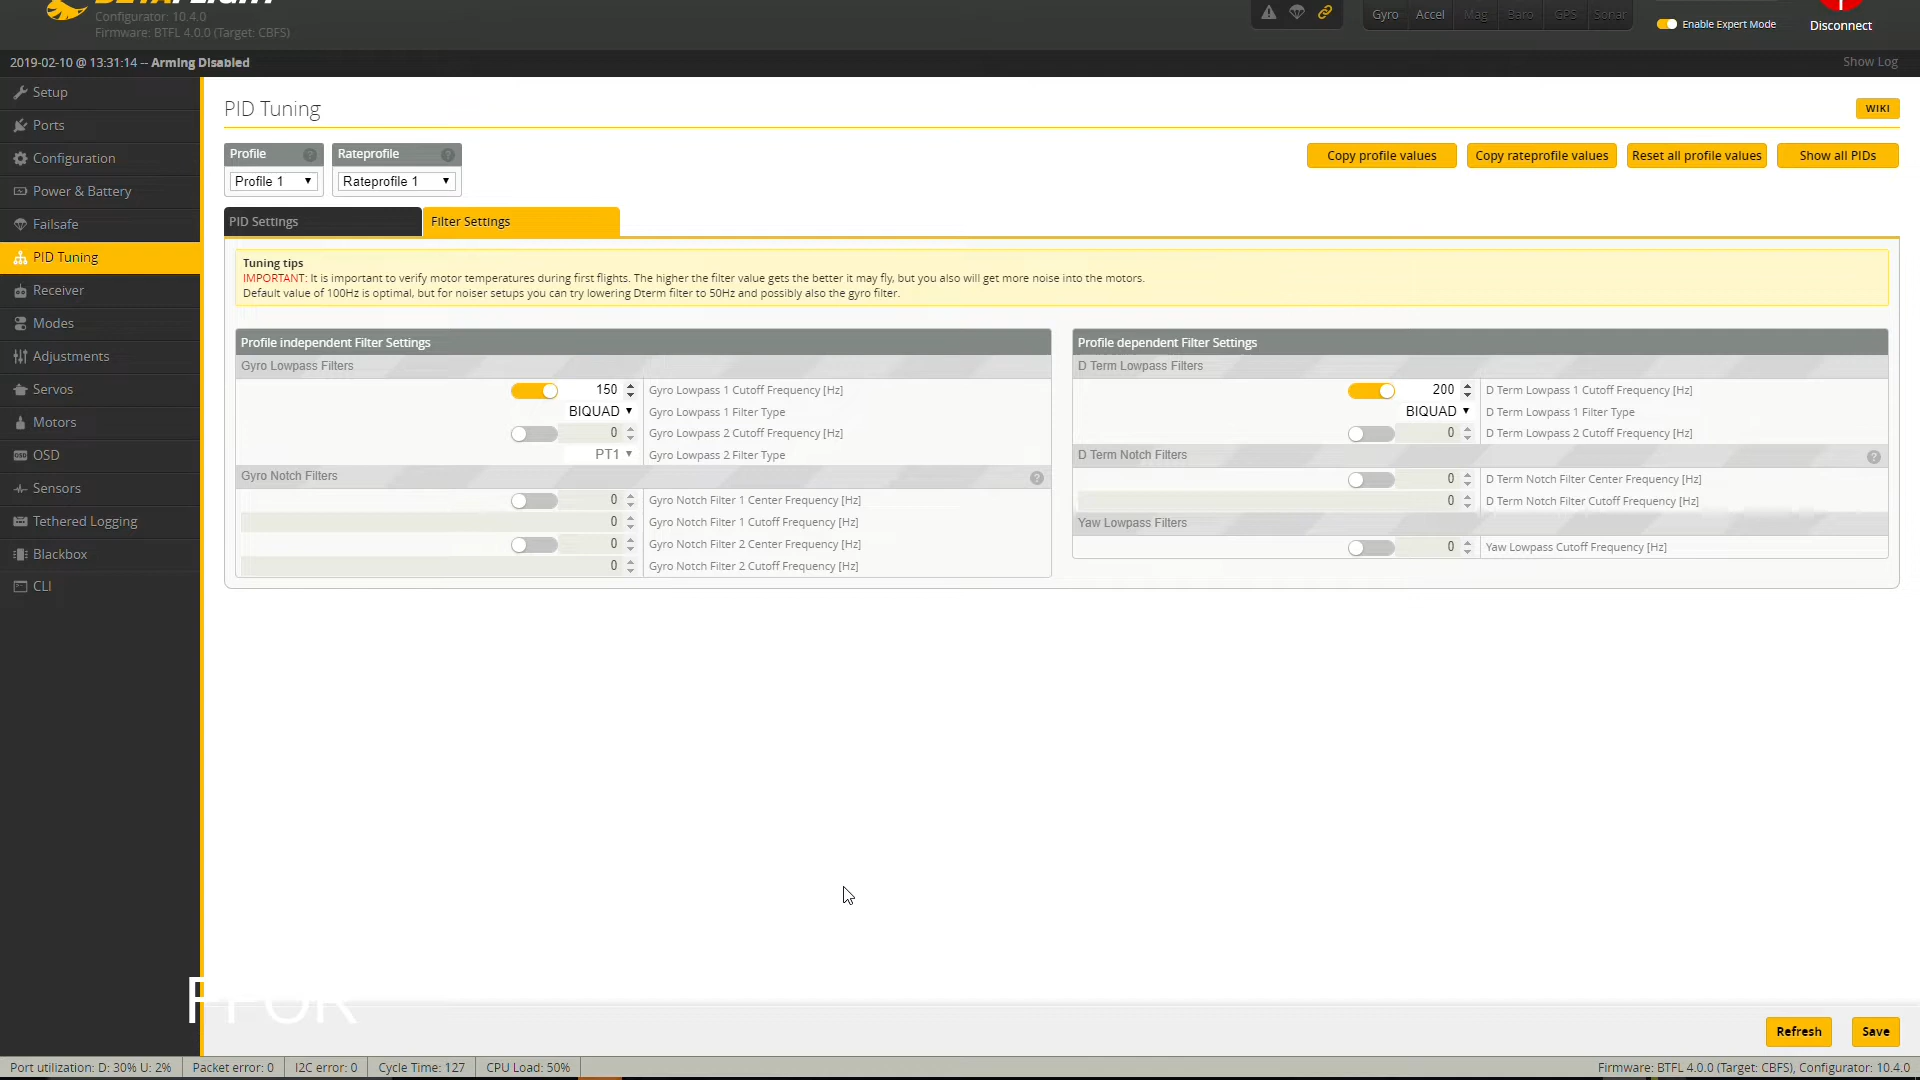 Configurator: 10.4.0
Firmware: BTFL 4.0.0 (Target: CBFS)
Gyro Accel Mag Baro GPS Sonar
Enable Expert Mode
Disconnect
2019-02-10 @ 13:31:14 -- Arming Disabled
Show Log
Setup
Ports
Configuration
Power & Battery
Failsafe
PID Tuning
Receiver
Modes
Adjustments
Servos
Motors
OSD
Sensors
Tethered Logging
Blackbox
CLI
PID Tuning
WIKI
Profile
Rateprofile
Profile 1
Rateprofile 1
Copy profile values
Copy rateprofile values
Reset all profile values
Show all PIDs
PID Settings
Filter Settings
Tuning tips
IMPORTANT: It is important to verify motor temperatures during first flights. The higher the filter value gets the better it may fly, but you also will get more noise into the motors.
Default value of 100Hz is optimal, but for noiser setups you can try lowering Dterm filter to 50Hz and possibly also the gyro filter.
Profile independent Filter Settings
Gyro Lowpass Filters
150 Gyro Lowpass 1 Cutoff Frequency [Hz]
BIQUAD Gyro Lowpass 1 Filter Type
0 Gyro Lowpass 2 Cutoff Frequency [Hz]
PT1 Gyro Lowpass 2 Filter Type
Gyro Notch Filters
0 Gyro Notch Filter 1 Center Frequency [Hz]
0 Gyro Notch Filter 1 Cutoff Frequency [Hz]
0 Gyro Notch Filter 2 Center Frequency [Hz]
0 Gyro Notch Filter 2 Cutoff Frequency [Hz]
Profile dependent Filter Settings
D Term Lowpass Filters
200 D Term Lowpass 1 Cutoff Frequency [Hz]
BIQUAD D Term Lowpass 1 Filter Type
0 D Term Lowpass 2 Cutoff Frequency [Hz]
D Term Notch Filters
0 D Term Notch Filter Center Frequency [Hz]
0 D Term Notch Filter Cutoff Frequency [Hz]
Yaw Lowpass Filters
0 Yaw Lowpass Cutoff Frequency [Hz]
Refresh
Save
Port utilization: D: 30% U: 2%
Packet error: 0
I2C error: 0
Cycle Time: 127
CPU Load: 50%
Firmware: BTFL 4.0.0 (Target: CBFS), Configurator: 10.4.0